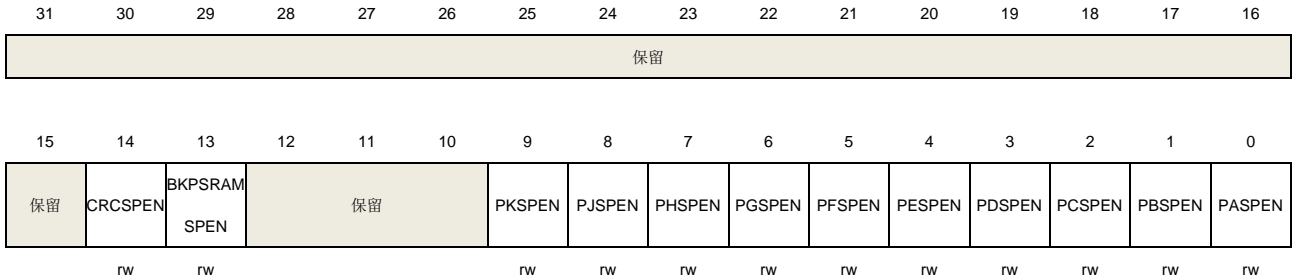 31 30 29 28 27 26 25 24 23 22 21 20 19 18 17 16
保留
15 14 13 12 11 10 9 8 7 6 5 4 3 2 1 0
保留 CRCSPEN BKPSRAM SPEN 保留 PKSPEN PJSPEN PHSPEN PGSPEN PFSPEN PESPEN PDSPEN PCSPEN PBSPEN PASPEN
rw rw rw rw rw rw rw rw rw rw rw rw